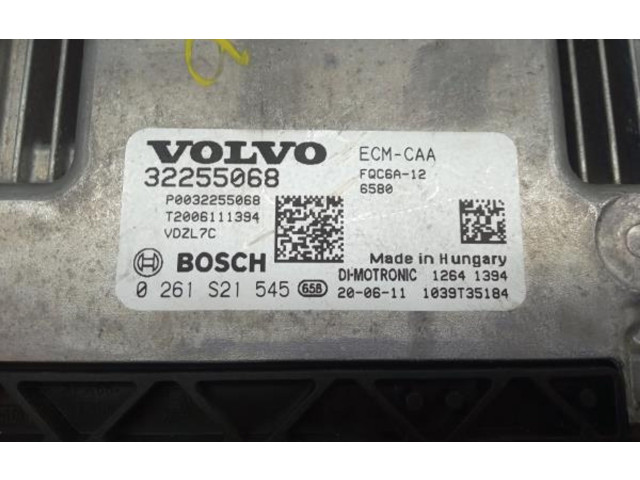 VOLVO
32255068
P0032255068
T2006111394
VDZL7C
BOSCH
0 261 S21 545 658
ECM-CAA
FQC6A-12
6580
Made in Hungary
DI-MOTRONIC 1264 1394
20-06-11 1039T35184